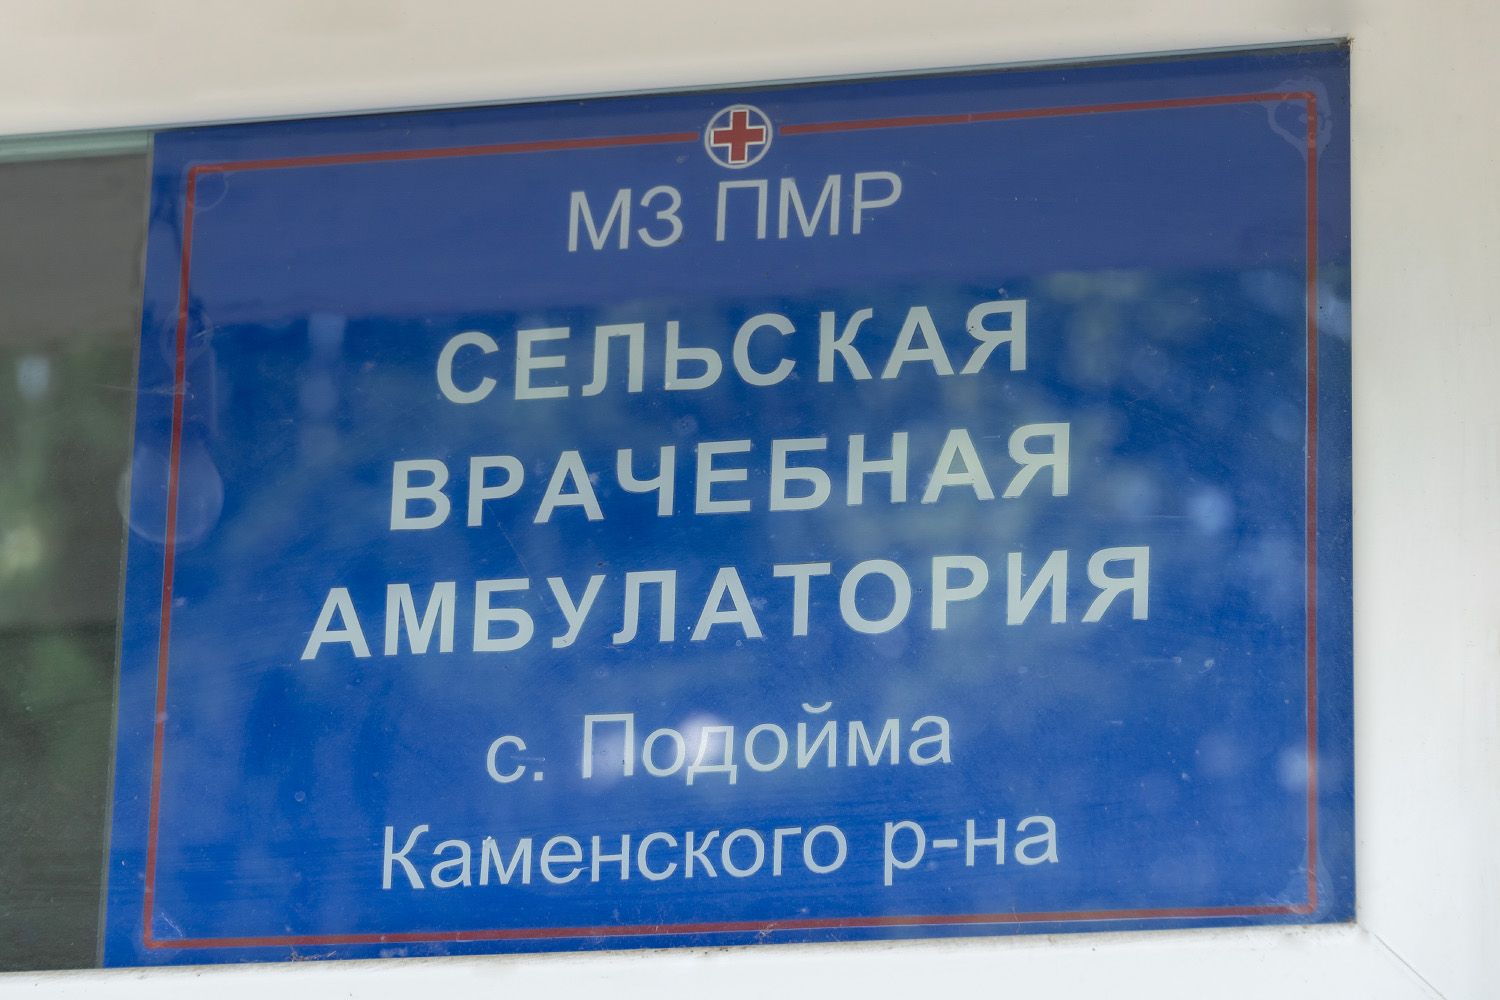 МЗ ПМР
СЕЛЬСКАЯ
ВРАЧЕБНАЯ
АМБУЛАТОРИЯ
с. Подойма
Каменского р-на